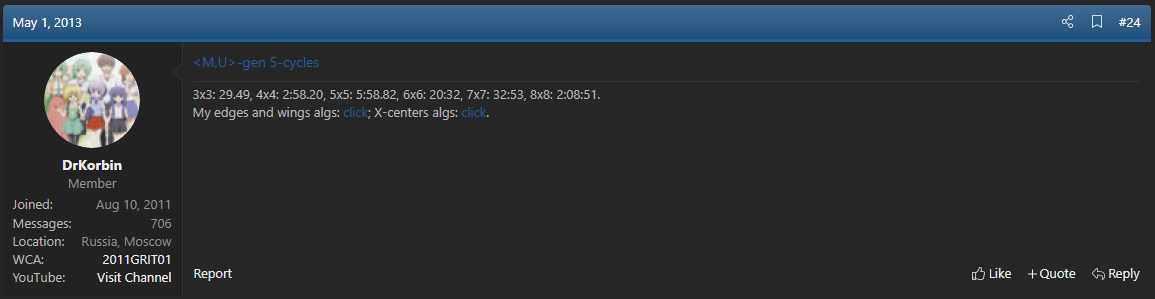 May 1, 2013
#24
<M,U>-gen 5-cycles
3x3: 29.49, 4x4: 2:58.20, 5x5: 5:58.82, 6x6: 20:32, 7x7: 32:53, 8x8: 2:08:51.
My edges and wings algs: click; X-centers algs: click.
DrKorbin
Member
Joined: Aug 10, 2011
Messages: 706
Location: Russia, Moscow
WCA: 2011GRIT01
YouTube: Visit Channel
Report
Like
+Quote
Reply